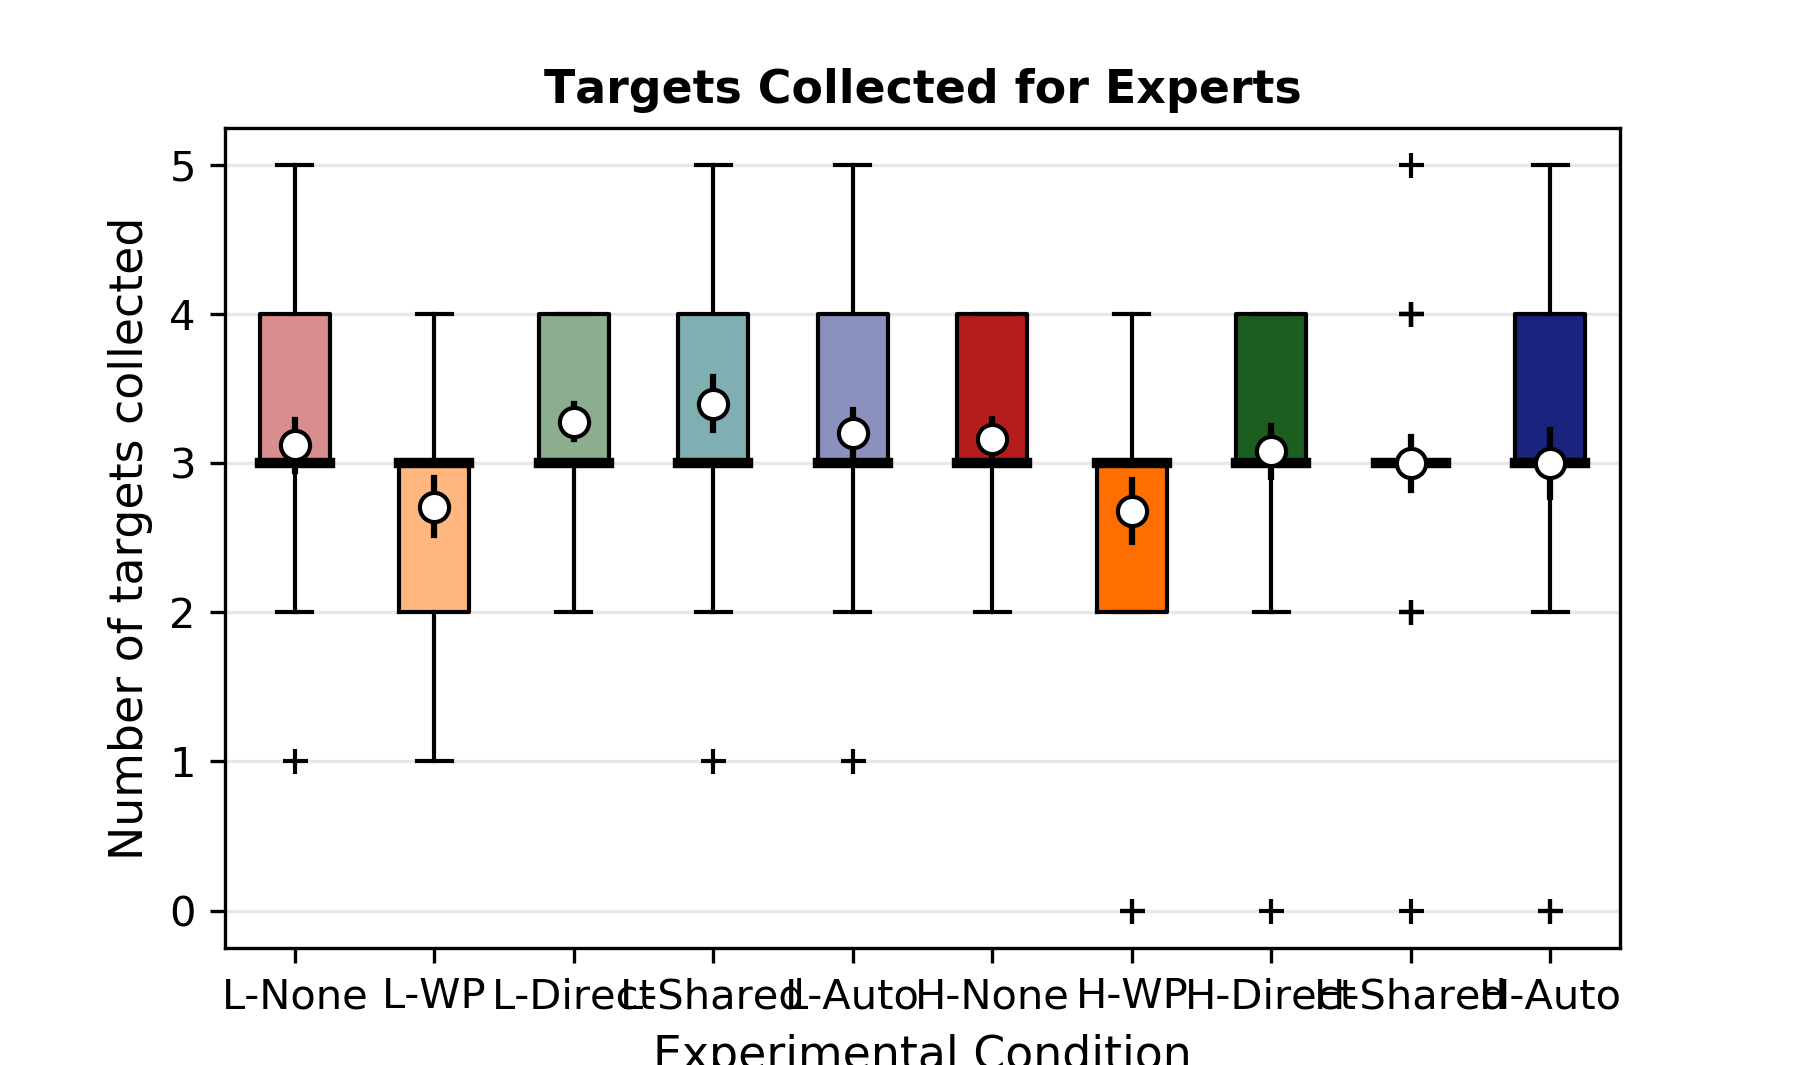 Targets Collected for Experts
Number of targets collected
5
4
3
2
1
0
L-None L-WP L-Direct L-Shared L-Auto H-None H-WP H-Direct H-Shared H-Auto
Experimental Condition